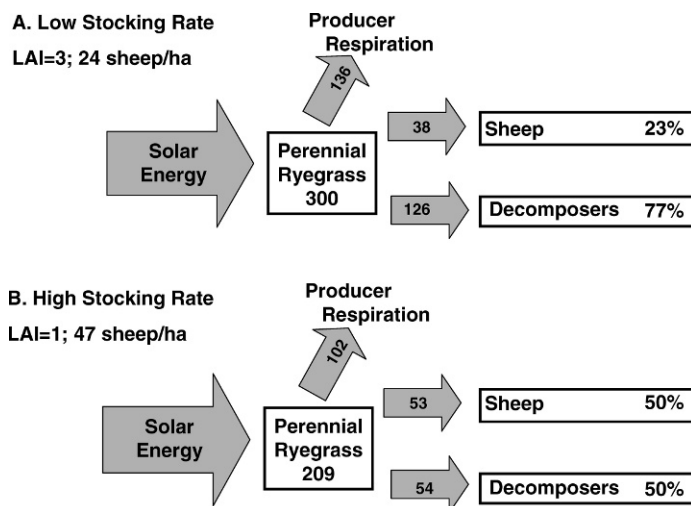 A. Low Stocking Rate
LAI=3; 24 sheep/ha
Producer
Respiration
136
Solar
Energy
Perennial
Ryegrass
300
38
Sheep 23%
126
Decomposers 77%
B. High Stocking Rate
LAI=1; 47 sheep/ha
Producer
Respiration
102
Solar
Energy
Perennial
Ryegrass
209
53
Sheep 50%
54
Decomposers 50%